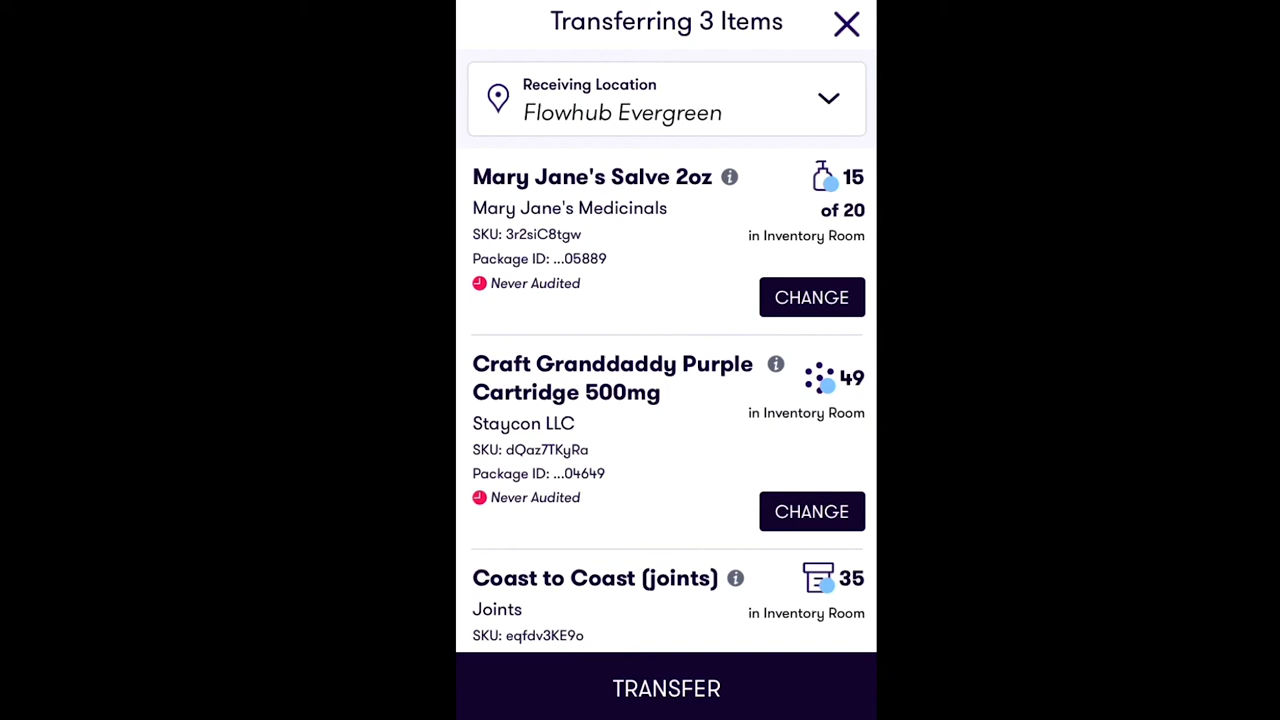 Transferring 3 Items
Receiving Location
Flowhub Evergreen
Mary Jane's Salve 2oz
15
Mary Jane's Medicinals
of 20
SKU: 3r2siC8tgw
in Inventory Room
Package ID: ...05889
Never Audited
CHANGE
Craft Granddaddy Purple
Cartridge 500mg
49
Staycon LLC
in Inventory Room
SKU: dQaz7TKyRa
Package ID: ...04649
Never Audited
CHANGE
Coast to Coast (joints)
35
Joints
in Inventory Room
SKU: eqfdv3KE9o
TRANSFER